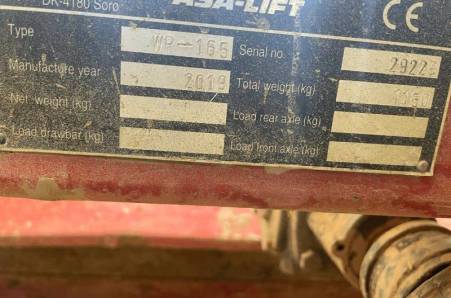 DK-4180 Soro ASA-LIFT CE
Type WP-165 Serial no.
Manufacture year 2019 Total weight (kg)
Net. weight (kg) Load rear axle (kg)
Load drawbar (kg) Load front axle (kg)